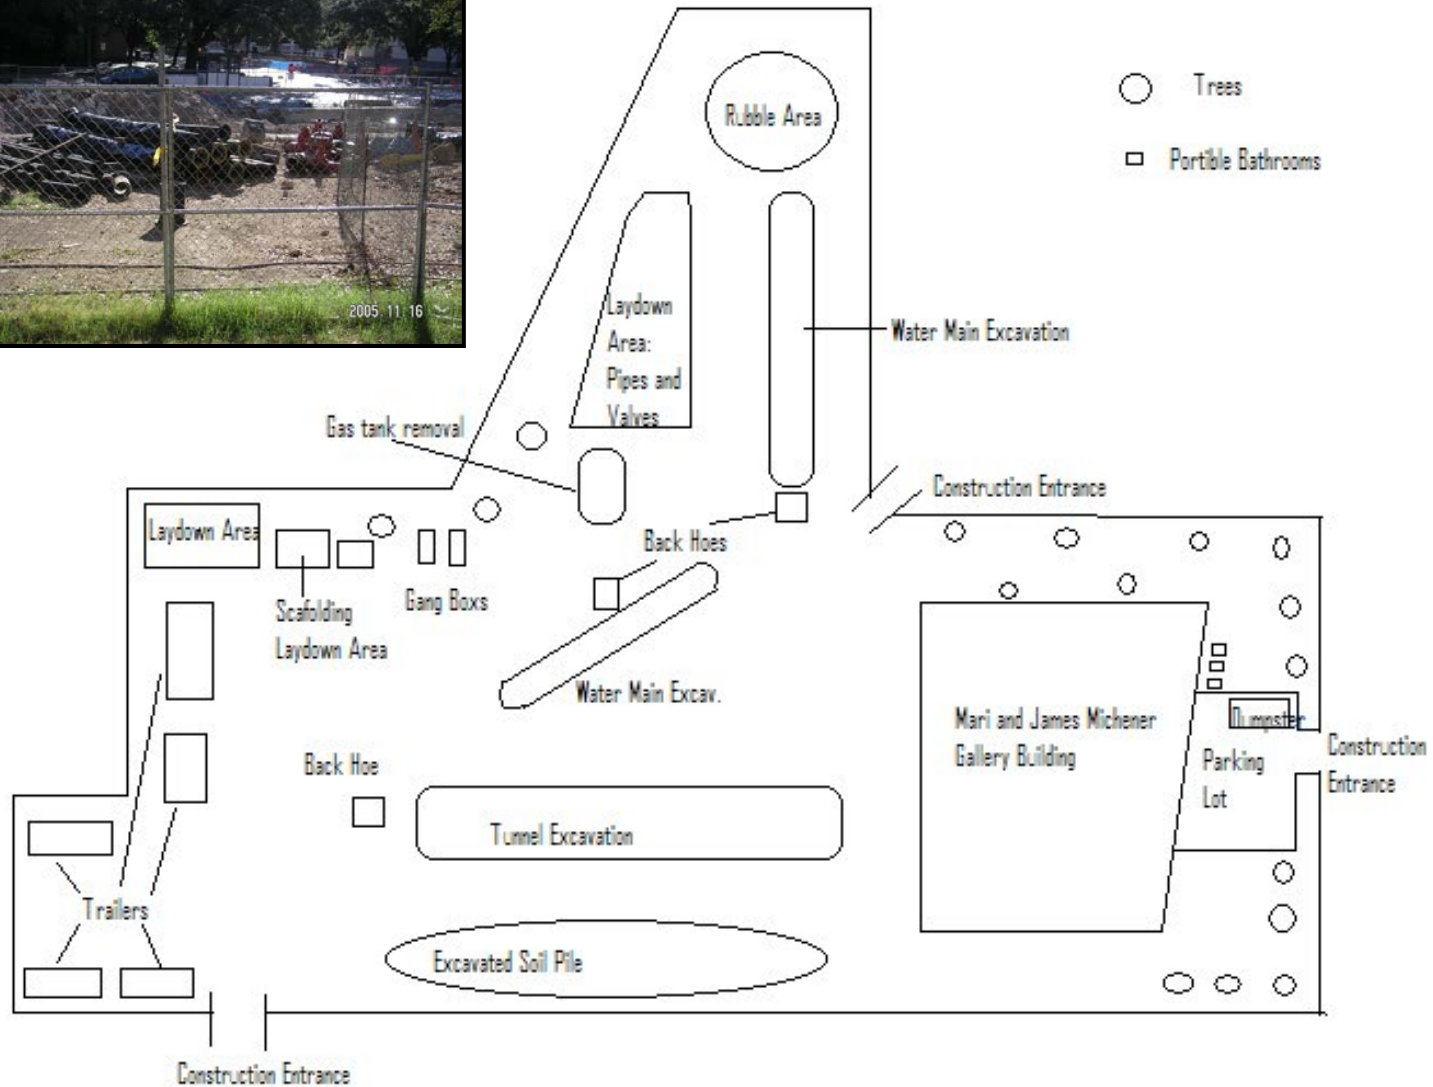 2005 11 16
Rubble Area
Trees
Portible Bathrooms
Laydown
Area:
Pipes and
Valves
Water Main Excavation
Gas tank removal
Construction Entrance
Laydown Area
Back Hoes
Scafolding
Laydown Area
Gang Boxs
Water Main Excav.
Mari and James Michener
Gallery Building
Dumpster
Parking
Lot
Construction
Entrance
Back Hoe
Tunnel Excavation
Trailers
Excavated Soil Pile
Construction Entrance